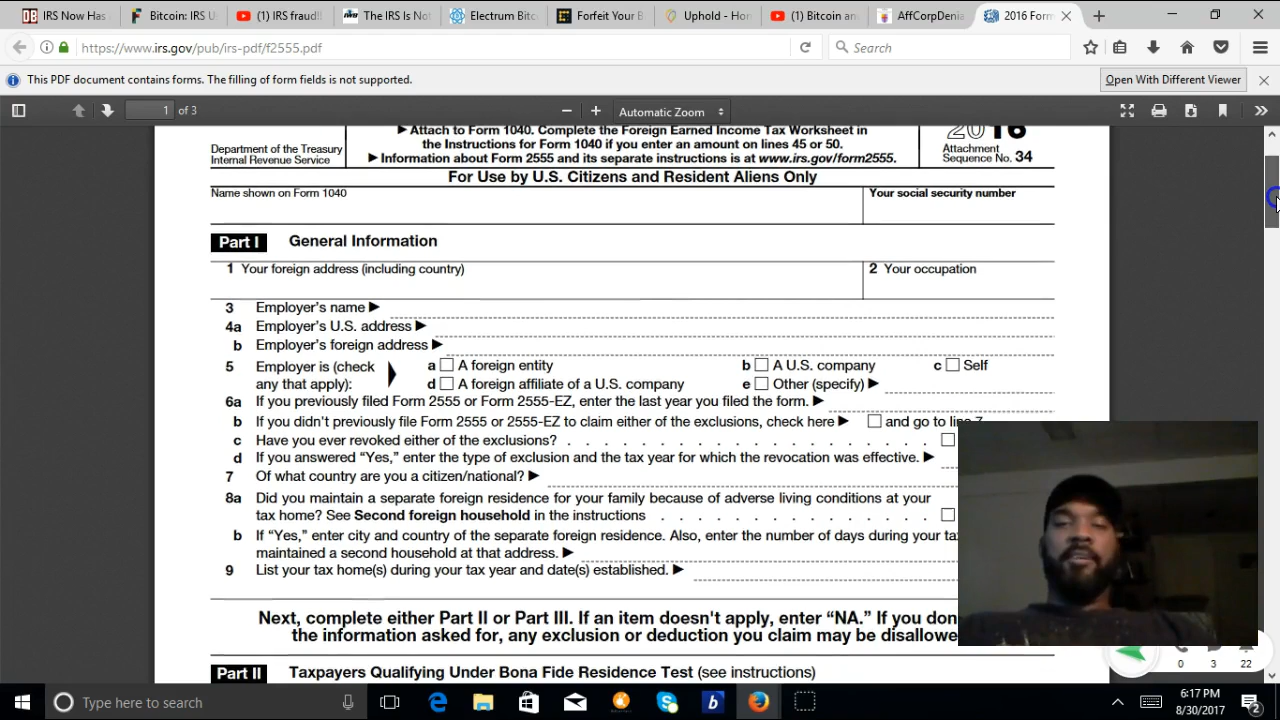 IRS Now Has
Bitcoin: IRS U
(1) IRS fraud!
The IRS Is No
Electrum Bitc
Forfeit Your B
Uphold - Hon
(1) Bitcoin an
AffCorpDenia
2016 Form
https://www.irs.gov/pub/irs-pdf/f2555.pdf
Search
This PDF document contains forms. The filling of form fields is not supported.
Open With Different Viewer
1 of 3
Automatic Zoom
Department of the Treasury
Internal Revenue Service
▶ Attach to Form 1040. Complete the Foreign Earned Income Tax Worksheet in
the Instructions for Form 1040 if you enter an amount on lines 45 or 50.
▶ Information about Form 2555 and its separate instructions is at www.irs.gov/form2555.
2016
Attachment
Sequence No. 34
For Use by U.S. Citizens and Resident Aliens Only
Name shown on Form 1040
Your social security number
Part I General Information
1 Your foreign address (including country)
2 Your occupation
3 Employer's name ▶
4a Employer's U.S. address ▶
b Employer's foreign address ▶
5 Employer is (check a A foreign entity b A U.S. company c Self
any that apply): d A foreign affiliate of a U.S. company e Other (specify) ▶
6a If you previously filed Form 2555 or Form 2555-EZ, enter the last year you filed the form. ▶
b If you didn't previously file Form 2555 or 2555-EZ to claim either of the exclusions, check here ▶ and go to line 7
c Have you ever revoked either of the exclusions?
d If you answered "Yes," enter the type of exclusion and the tax year for which the revocation was effective. ▶
7 Of what country are you a citizen/national? ▶
8a Did you maintain a separate foreign residence for your family because of adverse living conditions at your
tax home? See Second foreign household in the instructions
b If "Yes," enter city and country of the separate foreign residence. Also, enter the number of days during your ta
maintained a second household at that address. ▶
9 List your tax home(s) during your tax year and date(s) established. ▶
Next, complete either Part II or Part III. If an item doesn't apply, enter "NA." If you don
the information asked for, any exclusion or deduction you claim may be disallowe
Part II Taxpayers Qualifying Under Bona Fide Residence Test (see instructions)
0 3 22
Type here to search
6:17 PM
8/30/2017
2